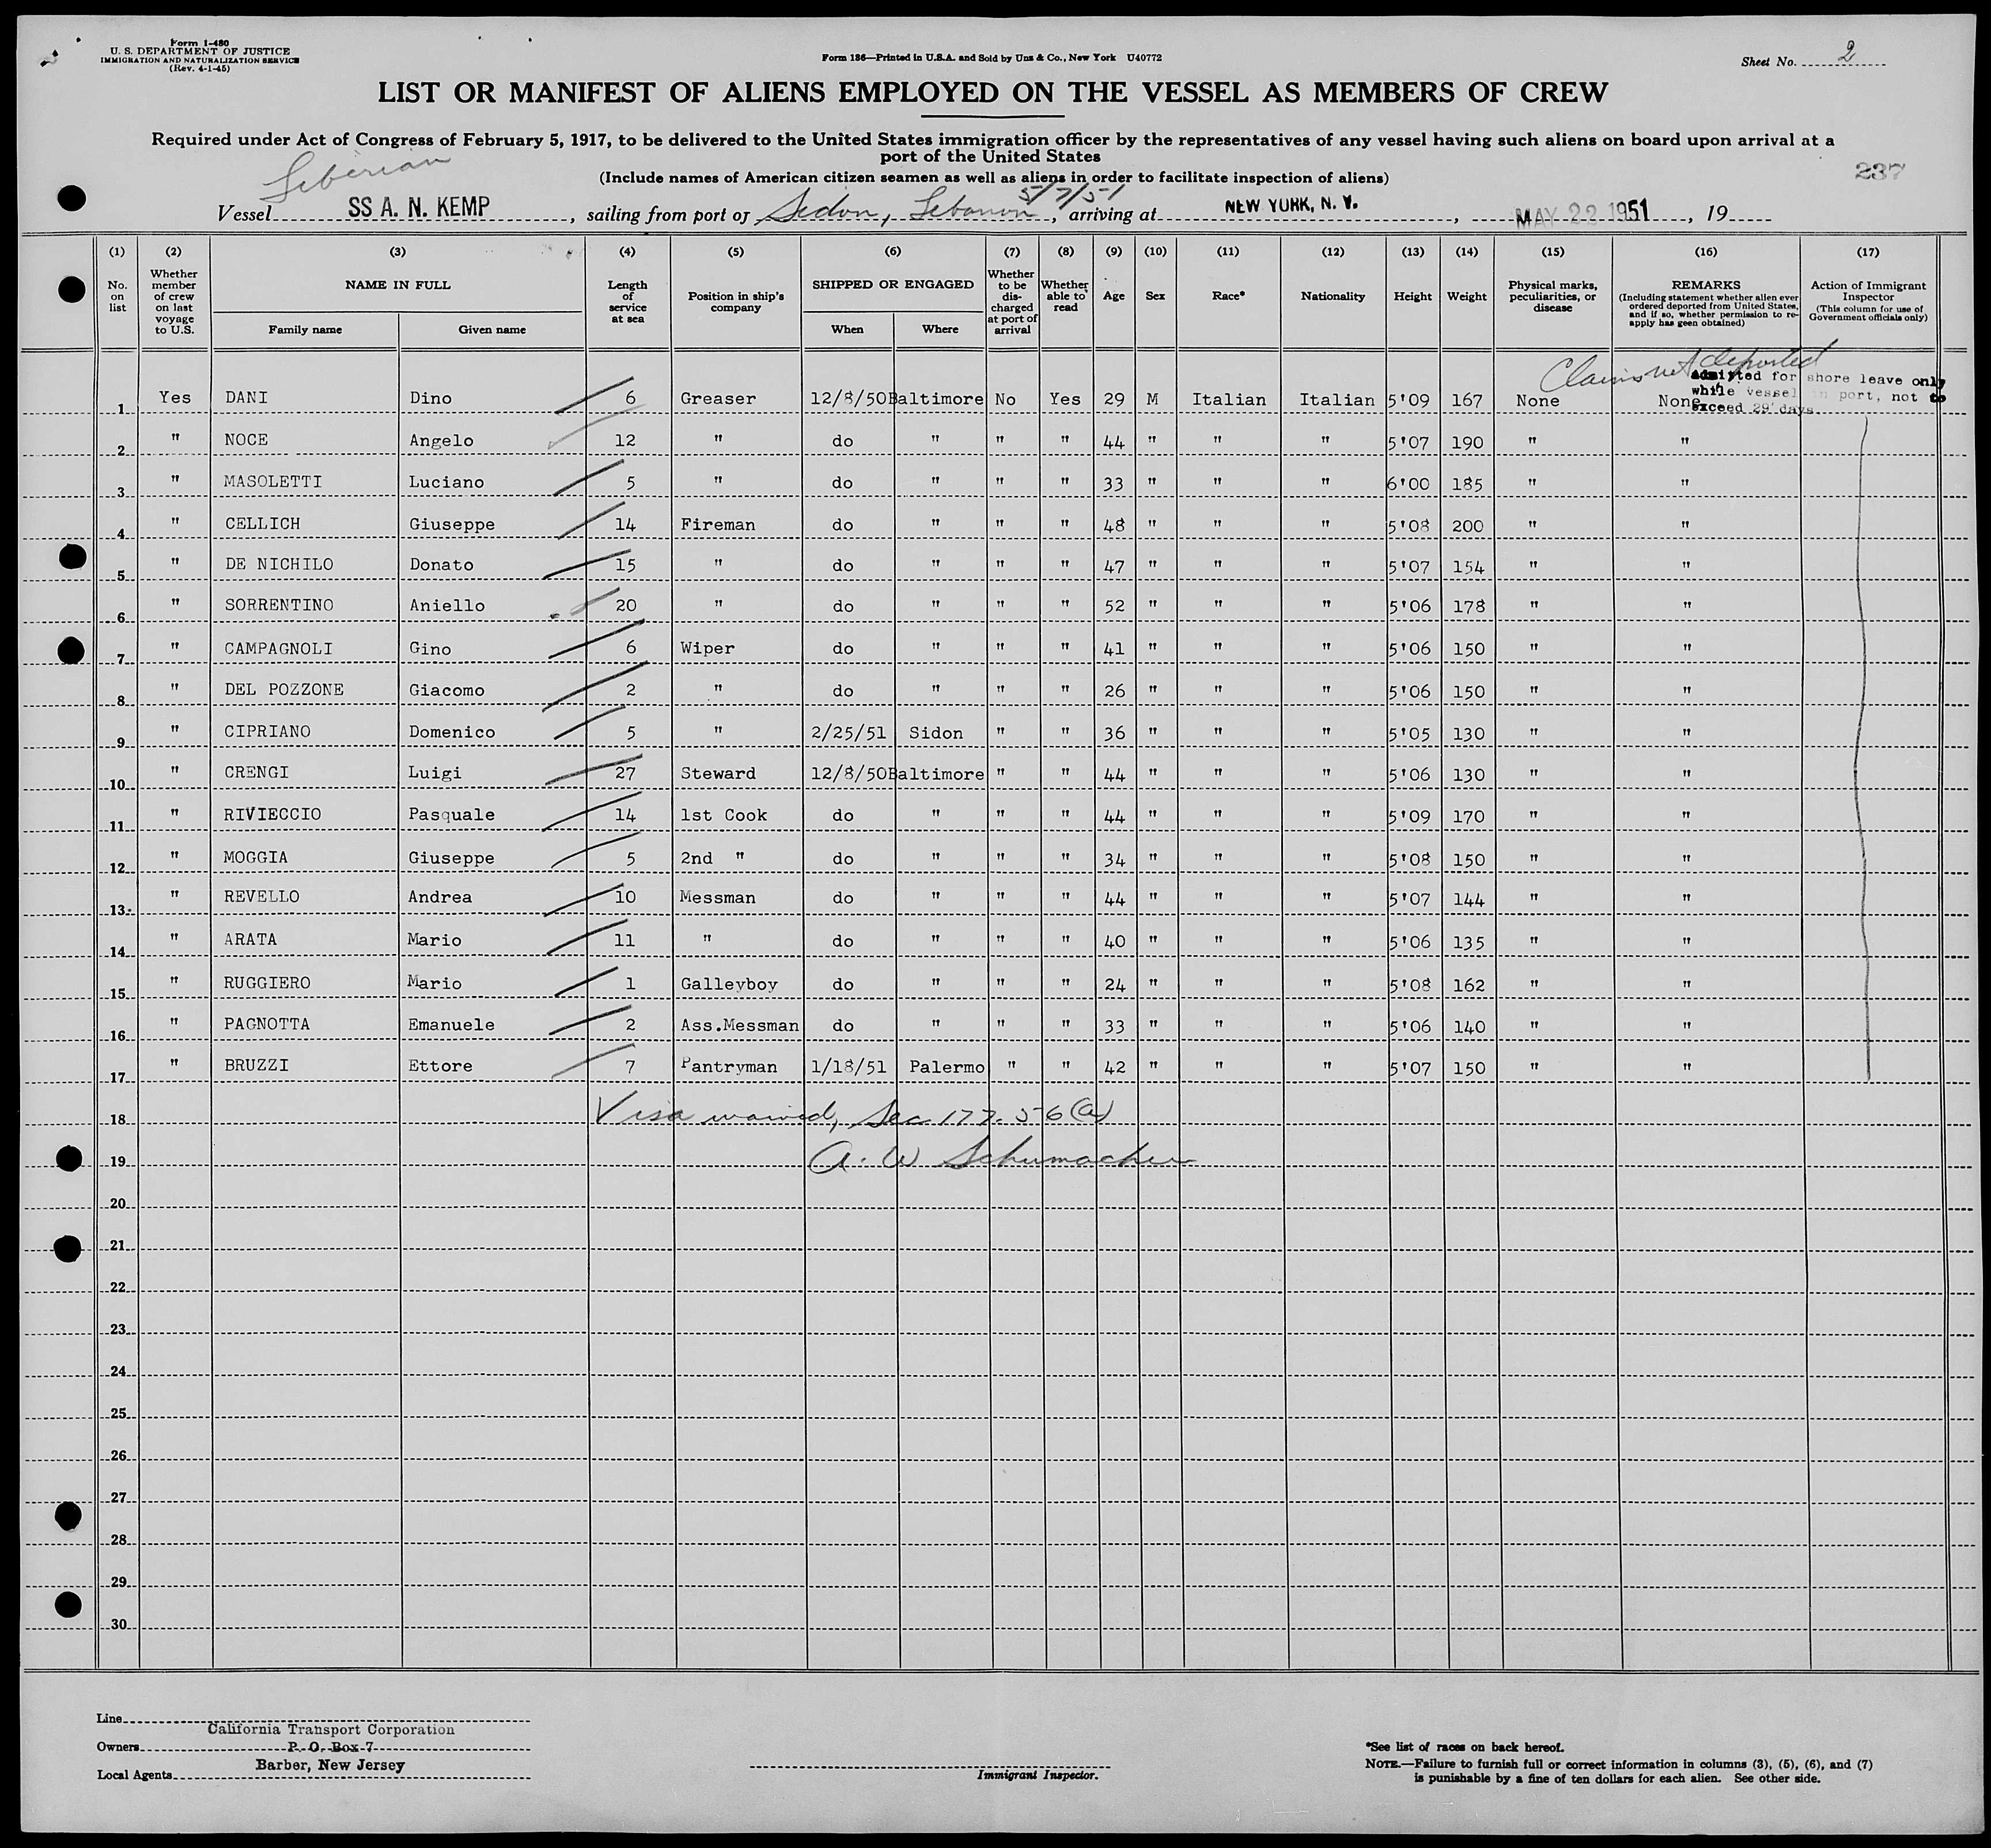 Form I-480
U. S. DEPARTMENT OF JUSTICE
IMMIGRATION AND NATURALIZATION SERVICE
(Rev. 4-1-45)
Form 186—Printed in U.S.A. and Sold by Unz & Co., New York U40772
Sheet No. 2
LIST OR MANIFEST OF ALIENS EMPLOYED ON THE VESSEL AS MEMBERS OF CREW
Required under Act of Congress of February 5, 1917, to be delivered to the United States immigration officer by the representatives of any vessel having such aliens on board upon arrival at a
port of the United States
(Include names of American citizen seamen as well as aliens in order to facilitate inspection of aliens)
237
Liberian 5/7/51
Vessel SS A. N. KEMP, sailing from port of Sidon, Lebanon, arriving at NEW YORK, N. Y., MAY 22 1951, 19
(1) No. on list
(2) Whether member of crew on last voyage to U.S.
(3) NAME IN FULL Family name Given name
(4) Length of service at sea
(5) Position in ship's company
(6) SHIPPED OR ENGAGED When Where
(7) Whether to be dis-charged at port of arrival
(8) Whether able to read
(9) Age
(10) Sex
(11) Race*
(12) Nationality
(13) Height
(14) Weight
(15) Physical marks, peculiarities, or disease
(16) REMARKS (Including statement whether alien ever ordered deported from United States, and if so, whether permission to re-apply has geen obtained)
(17) Action of Immigrant Inspector (This column for use of Government officials only)
Claims not deported
Admitted for shore leave only
while vessel in port, not to
exceed 29 days.
1 Yes DANI Dino 6 Greaser 12/8/50 Baltimore No Yes 29 M Italian Italian 5'09 167 None None
2 " NOCE Angelo 12 " do " " " 44 " " " 5'07 190 " "
3 " MASOLETTI Luciano 5 " do " " " 33 " " " 6'00 185 " "
4 " CELLICH Giuseppe 14 Fireman do " " " 48 " " " 5'08 200 " "
5 " DE NICHILO Donato 15 " do " " " 47 " " " 5'07 154 " "
6 " SORRENTINO Aniello 20 " do " " " 52 " " " 5'06 178 " "
7 " CAMPAGNOLI Gino 6 Wiper do " " " 41 " " " 5'06 150 " "
8 " DEL POZZONE Giacomo 2 " do " " " 26 " " " 5'06 150 " "
9 " CIPRIANO Domenico 5 " 2/25/51 Sidon " " 36 " " " 5'05 130 " "
10 " CRENGI Luigi 27 Steward 12/8/50 Baltimore " " 44 " " " 5'06 130 " "
11 " RIVIECCIO Pasquale 14 1st Cook do " " " 44 " " " 5'09 170 " "
12 " MOGGIA Giuseppe 5 2nd " do " " " 34 " " " 5'08 150 " "
13 " REVELLO Andrea 10 Messman do " " " 44 " " " 5'07 144 " "
14 " ARATA Mario 11 " do " " " 40 " " " 5'06 135 " "
15 " RUGGIERO Mario 1 Galleyboy do " " " 24 " " " 5'08 162 " "
16 " PAGNOTTA Emanuele 2 Ass.Messman do " " " 33 " " " 5'06 140 " "
17 " BRUZZI Ettore 7 Pantryman 1/18/51 Palermo " " 42 " " " 5'07 150 " "
18 Visa waived, Sec 177.56(a)
19 A. W Schumacher
20
21
22
23
24
25
26
27
28
29
30
Line
California Transport Corporation
Owners P. O. Box 7
Barber, New Jersey
Local Agents
Immigrant Inspector.
*See list of races on back hereof.
NOTE.—Failure to furnish full or correct information in columns (3), (5), (6), and (7)
is punishable by a fine of ten dollars for each alien. See other side.